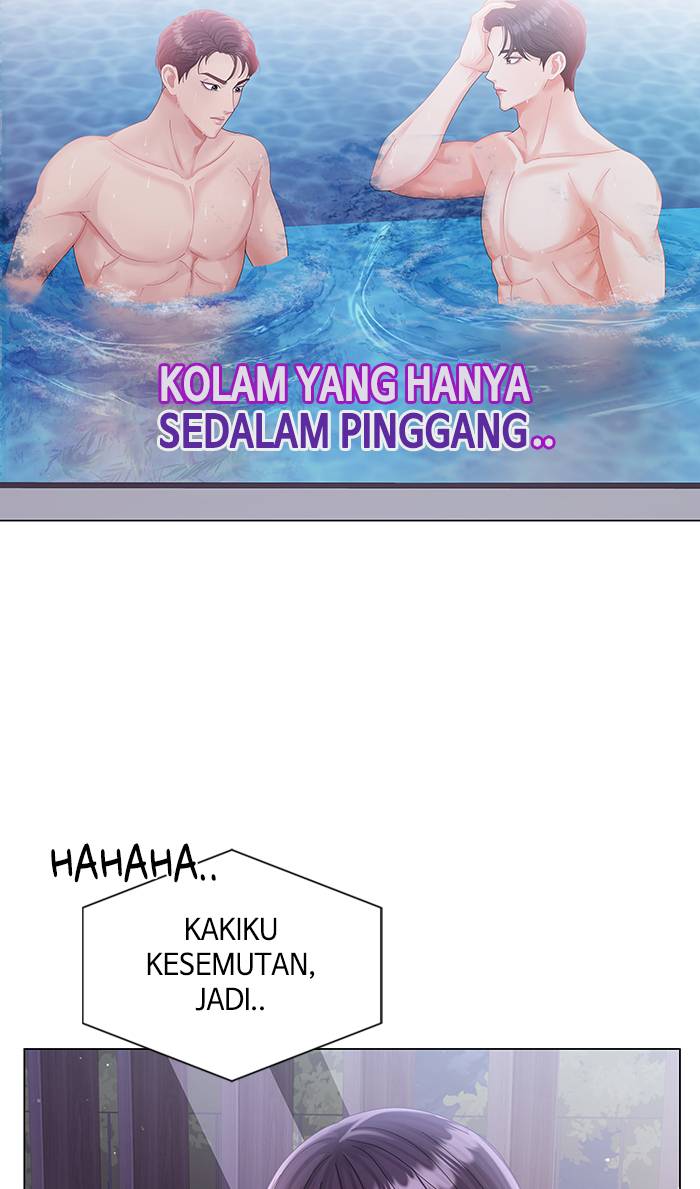 KOLAM YANG HANYA
SEDALAM PINGGANG..
HAHAHA..
KAKIKU
KESEMUTAN,
JADI..